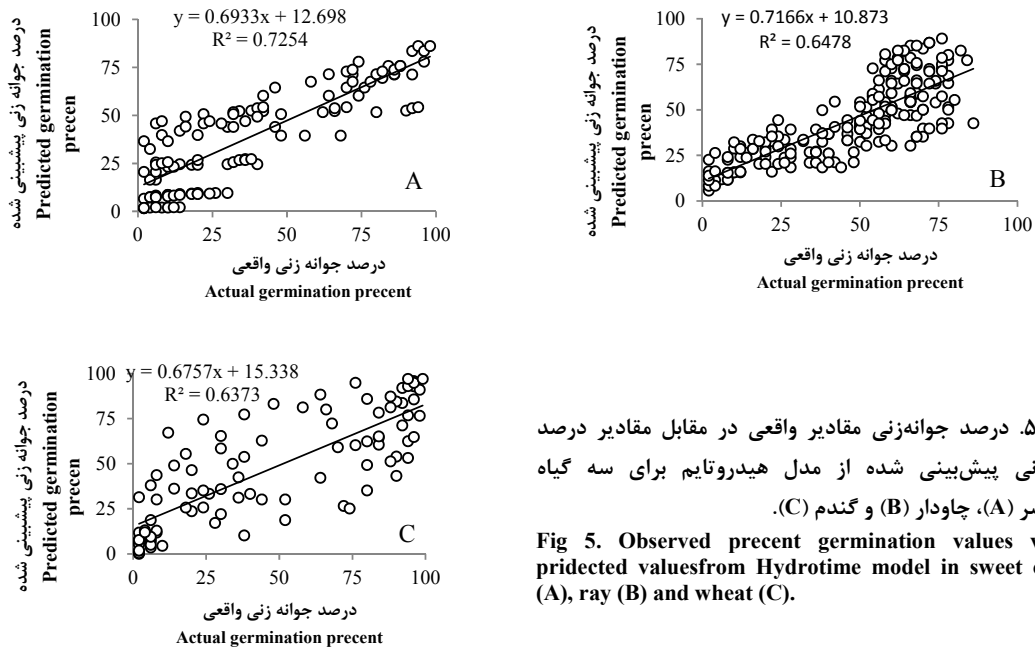 y = 0.6933x + 12.698
R² = 0.7254
100
75
50
25
0
0 25 50 75 100
A
درصد جوانه زنی پیشبینی شده
Predicted germination
precen
درصد جوانه زنی واقعی
Actual germination precent
y = 0.7166x + 10.873
R² = 0.6478
100
75
50
25
0
0 25 50 75 100
B
درصد جوانه زنی پیشبینی شده
Predicted germination
precen
درصد جوانه زنی واقعی
Actual germination precent
y = 0.6757x + 15.338
R² = 0.6373
100
75
50
25
0
0 25 50 75 100
C
درصد جوانه زنی پیشبینی شده
Predicted germination
precen
درصد جوانه زنی واقعی
Actual germination precent
۵. درصد جوانه‌زنی مقادیر واقعی در مقابل مقادیر درصد
پیش‌بینی شده از مدل هیدروتایم برای سه گیاه
(A)، چاودار (B) و گندم (C).
Fig 5. Observed precent germination values
pridected valuesfrom Hydrotime model in sweet
(A), ray (B) and wheat (C).